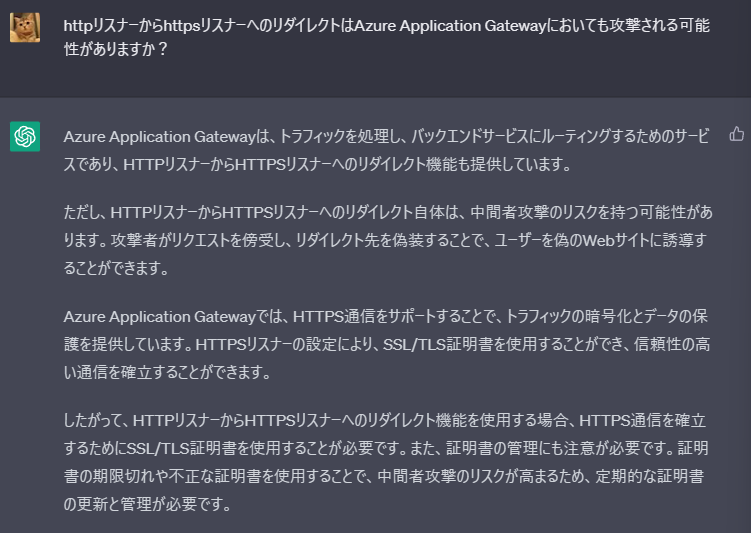 httpリスナーからhttpsリスナーへのリダイレクトはAzure Application Gatewayにおいても攻撃される可能
性がありますか？
Azure Application Gatewayは、トラフィックを処理し、バックエンドサービスにルーティングするためのサービ
スであり、HTTPリスナーからHTTPSリスナーへのリダイレクト機能も提供しています。
ただし、HTTPリスナーからHTTPSリスナーへのリダイレクト自体は、中間者攻撃のリスクを持つ可能性があ
ります。攻撃者がリクエストを傍受し、リダイレクト先を偽装することで、ユーザーを偽のWebサイトに誘導す
ることができます。
Azure Application Gatewayでは、HTTPS通信をサポートすることで、トラフィックの暗号化とデータの保
護を提供しています。HTTPSリスナーの設定により、SSL/TLS証明書を使用することができ、信頼性の高
い通信を確立することができます。
したがって、HTTPリスナーからHTTPSリスナーへのリダイレクト機能を使用する場合、HTTPS通信を確立
するためにSSL/TLS証明書を使用することが必要です。また、証明書の管理にも注意が必要です。証明
書の期限切れや不正な証明書を使用することで、中間者攻撃のリスクが高まるため、定期的な証明書
の更新と管理が必要です。